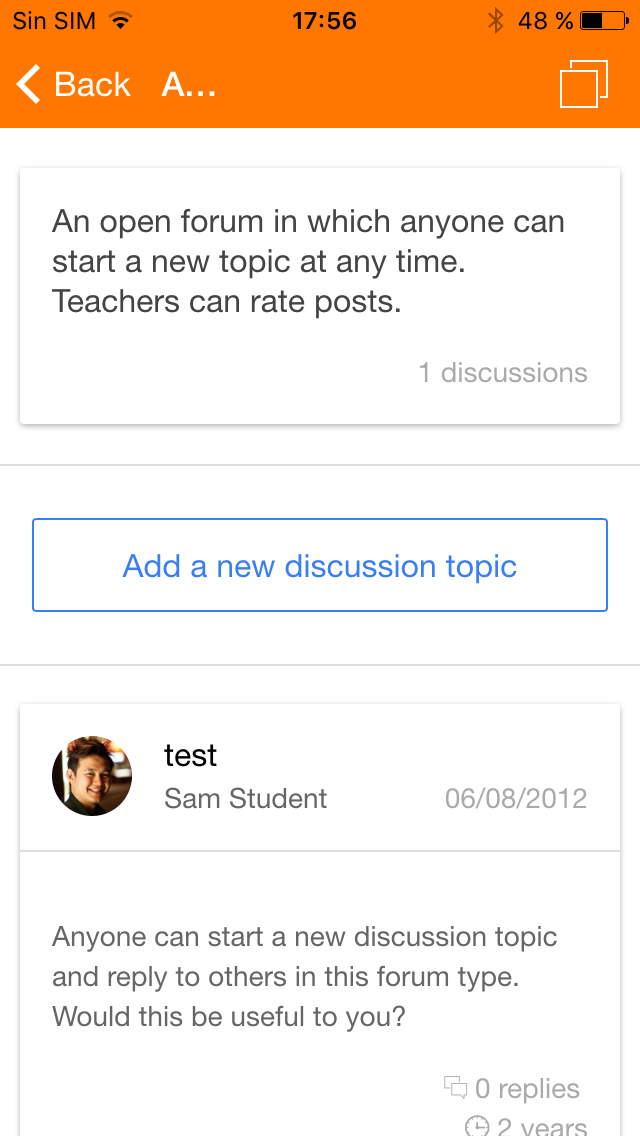 Sin SIM 17:56 48 %
Back A...
An open forum in which anyone can
start a new topic at any time.
Teachers can rate posts.
1 discussions
Add a new discussion topic
test
Sam Student 06/08/2012
Anyone can start a new discussion topic
and reply to others in this forum type.
Would this be useful to you?
0 replies
2 years